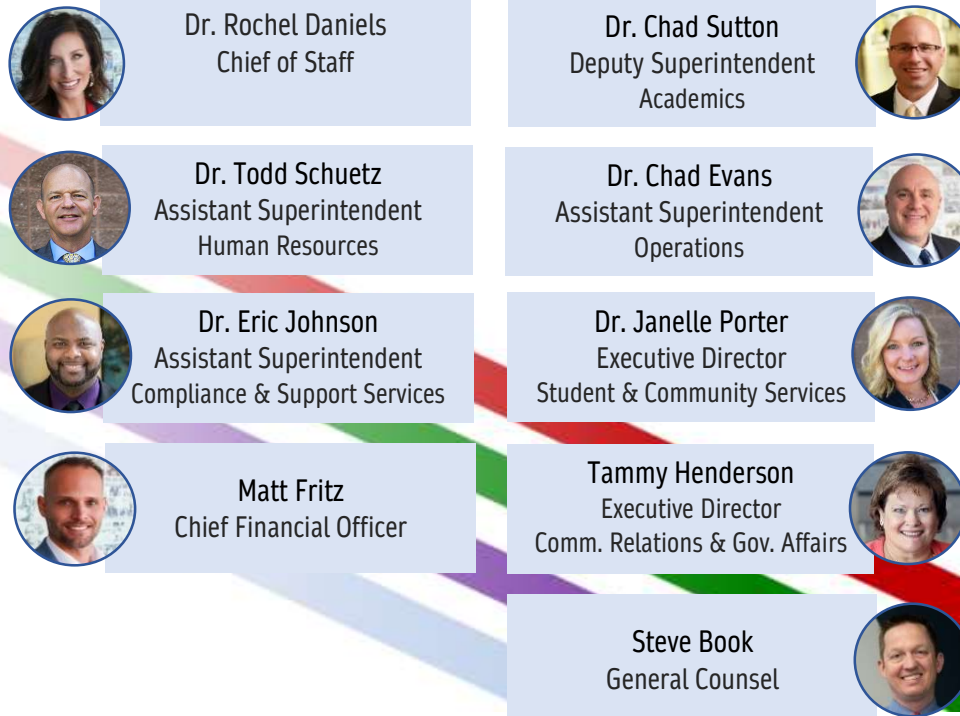 Dr. Rochel Daniels
Chief of Staff
Dr. Chad Sutton
Deputy Superintendent
Academics
Dr. Todd Schuetz
Assistant Superintendent
Human Resources
Dr. Chad Evans
Assistant Superintendent
Operations
Dr. Eric Johnson
Assistant Superintendent
Compliance & Support Services
Dr. Janelle Porter
Executive Director
Student & Community Services
Matt Fritz
Chief Financial Officer
Tammy Henderson
Executive Director
Comm. Relations & Gov. Affairs
Steve Book
General Counsel